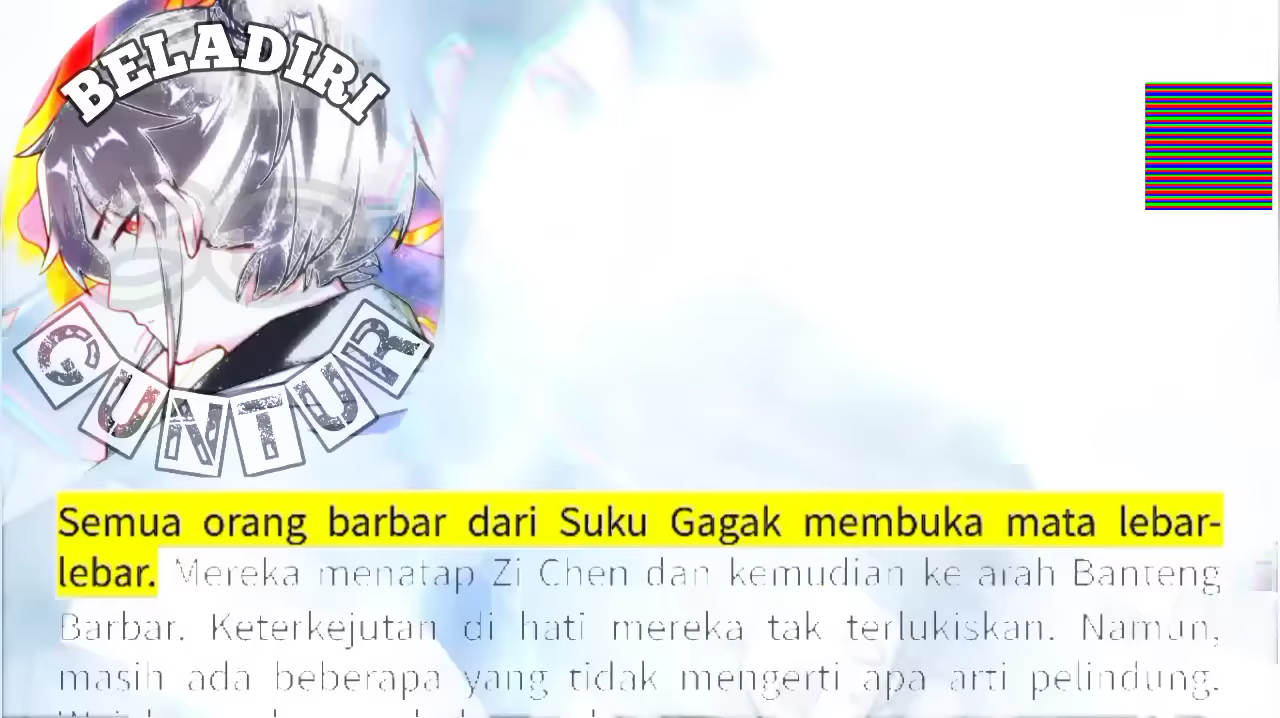 BELADIRI
GUNTUR
Semua orang barbar dari Suku Gagak membuka mata lebar-
lebar. Mereka menatap Zi Chen dan kemudian ke arah Banteng
Barbar. Keterkejutan di hati mereka tak terlukiskan. Namun,
masih ada beberapa yang tidak mengerti apa arti pelindung.